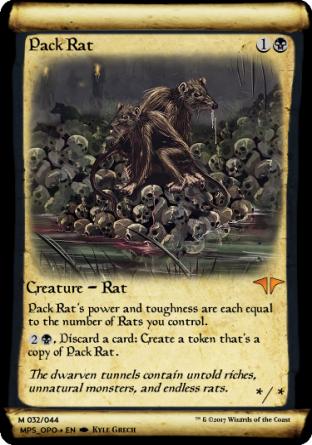 Pack Rat 1
Creature – Rat
Pack Rat's power and toughness are each equal
to the number of Rats you control.
2 , Discard a card: Create a token that's a
copy of Pack Rat.
The dwarven tunnels contain untold riches,
unnatural monsters, and endless rats.
*/*
M 032/044
MPS_OPO • EN Kyle Grech
™ & ©2017 Wizards of the Coast